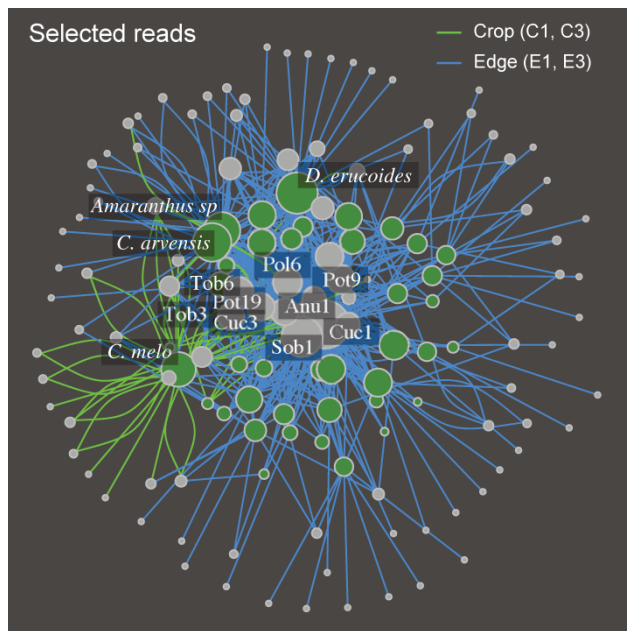 Selected reads
Crop (C1, C3)
Edge (E1, E3)
D. erucoides
Amaranthus sp
C. arvensis
Pol6
Tob6
Pot9
Pot19
Anu1
Tob3
Cuc3
Cuc1
Sob1
C. melo